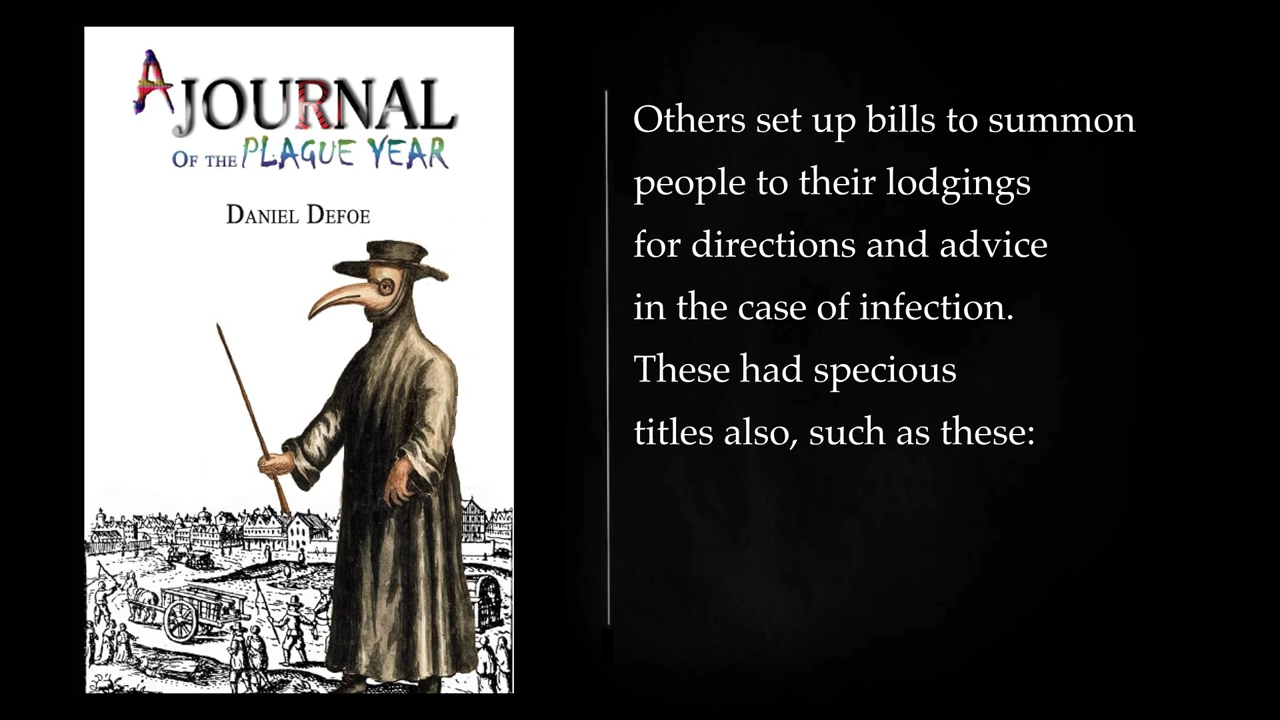 A JOURNAL
OF THE PLAGUE YEAR
DANIEL DEFOE
Others set up bills to summon
people to their lodgings
for directions and advice
in the case of infection.
These had specious
titles also, such as these: